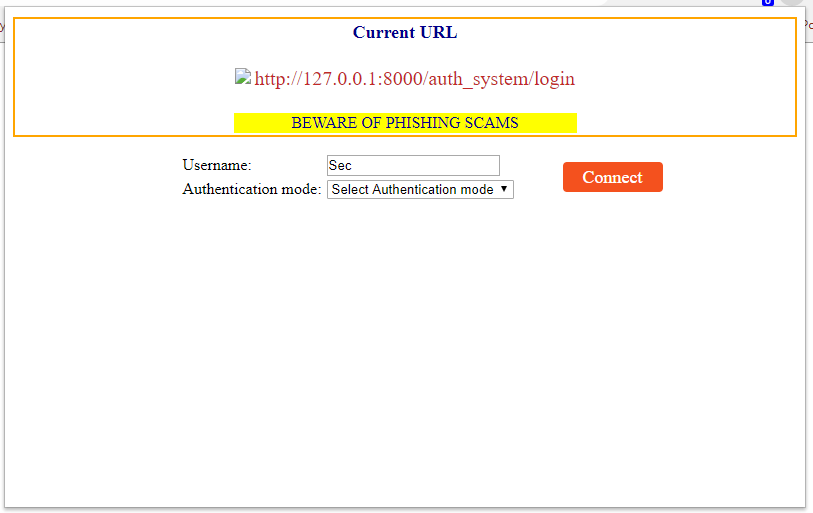 0
Current URL
http://127.0.0.1:8000/auth_system/login
BEWARE OF PHISHING SCAMS
Username: Sec
Authentication mode: Select Authentication mode
Connect